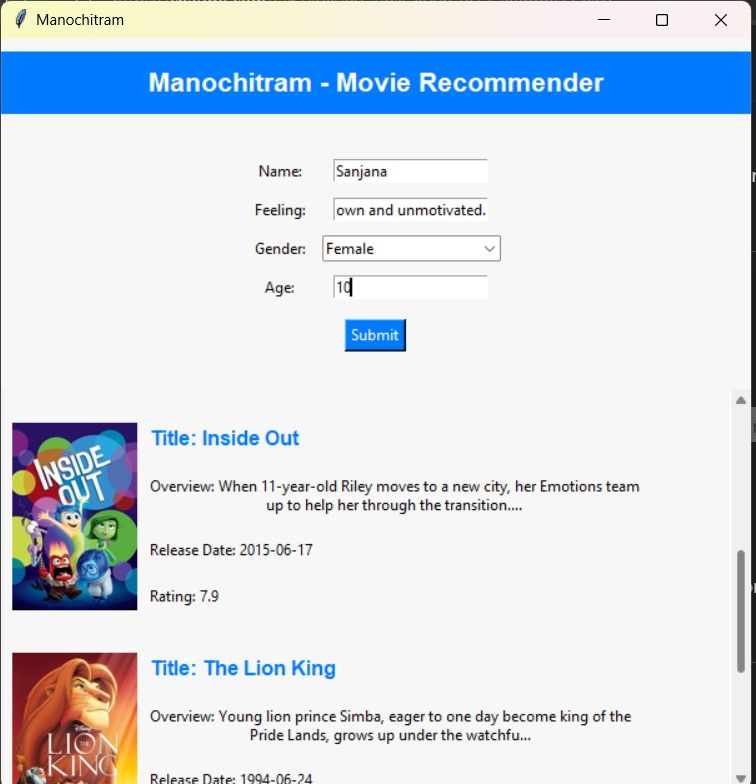 Manochitram
Manochitram - Movie Recommender
Name: Sanjana
Feeling: own and unmotivated.
Gender: Female
Age: 10
Submit
INSIDE
OUT
Title: Inside Out
Overview: When 11-year-old Riley moves to a new city, her Emotions team
up to help her through the transition....
Release Date: 2015-06-17
Rating: 7.9
Disney
THE
LION
KING
Title: The Lion King
Overview: Young lion prince Simba, eager to one day become king of the
Pride Lands, grows up under the watchfu...
Release Date: 1994-06-24